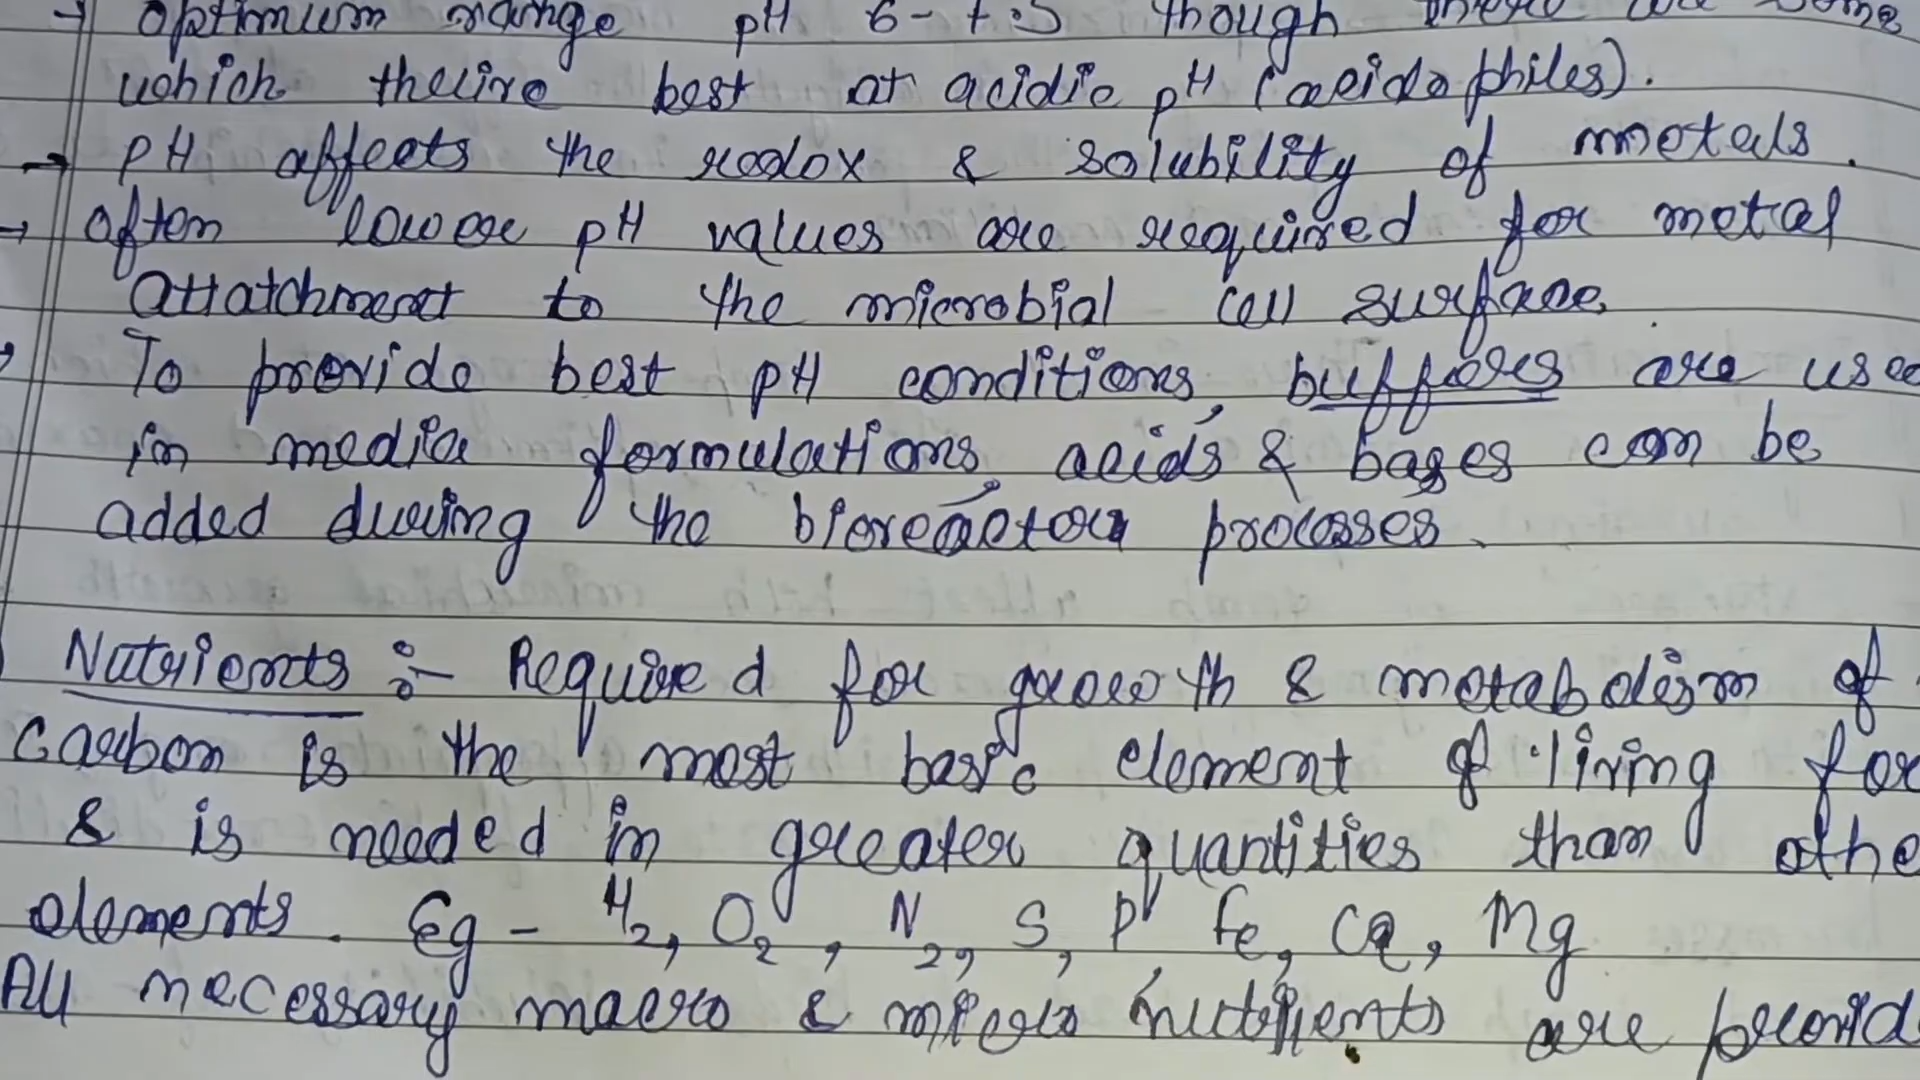 → Optimum range pH 6-7.5 though there are some
which thrive best at acidic pH (acidophiles).
→ pH affects the redox & solubility of metals.
→ often lower pH values are required for metal
attatchment to the microbial cell surface.
To provide best pH conditions, buffers are used
in media formulations, acids & bases can be
added during the bioreactor processes.
Nutrients :- Required for growth & metabolism of
Carbon is the most basic element of living for
& is needed in greater quantities than othe
elements. Eg - H2, O2, N2, S, P, Fe, Ca, Mg
All necessary macro & micro nutrients are provid